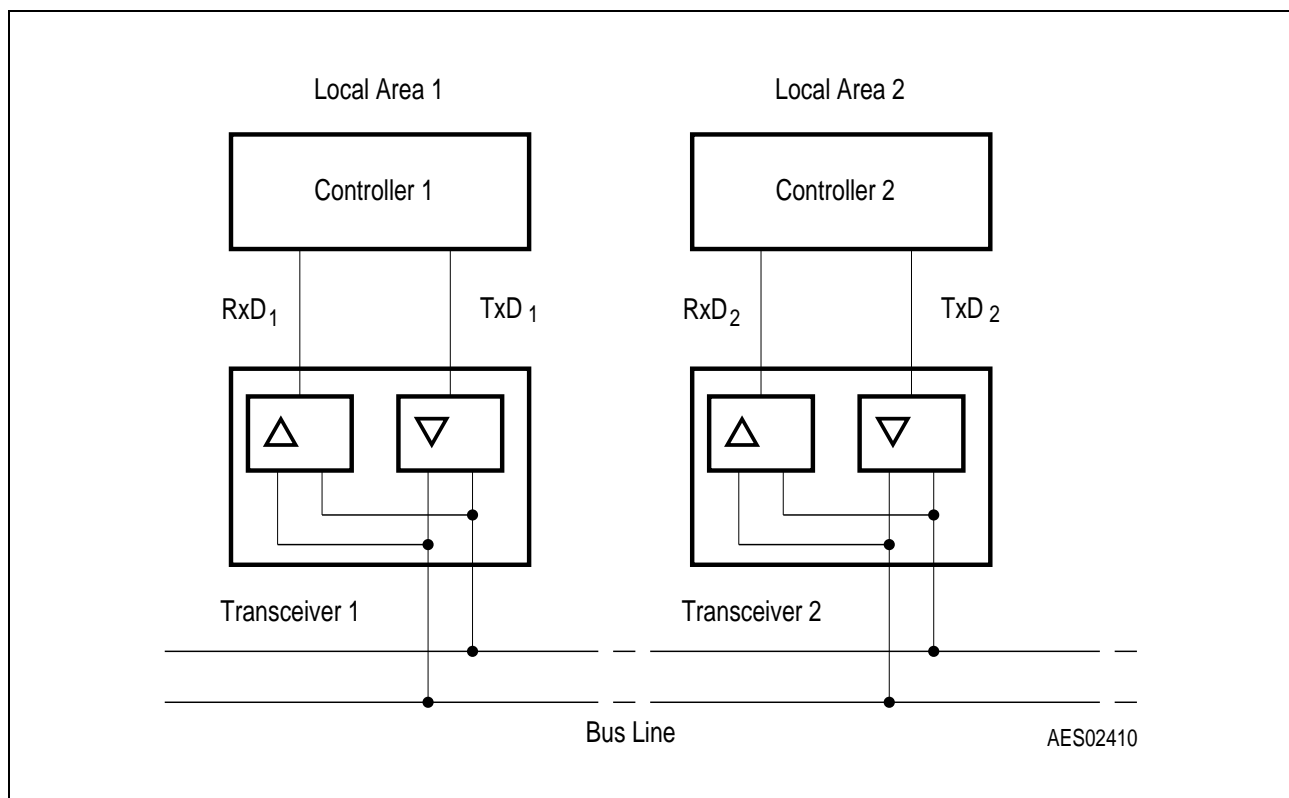 Local Area 1 Local Area 2
Controller 1 Controller 2
RxD1 TxD 1 RxD2 TxD 2
Transceiver 1 Transceiver 2
Bus Line
AES02410